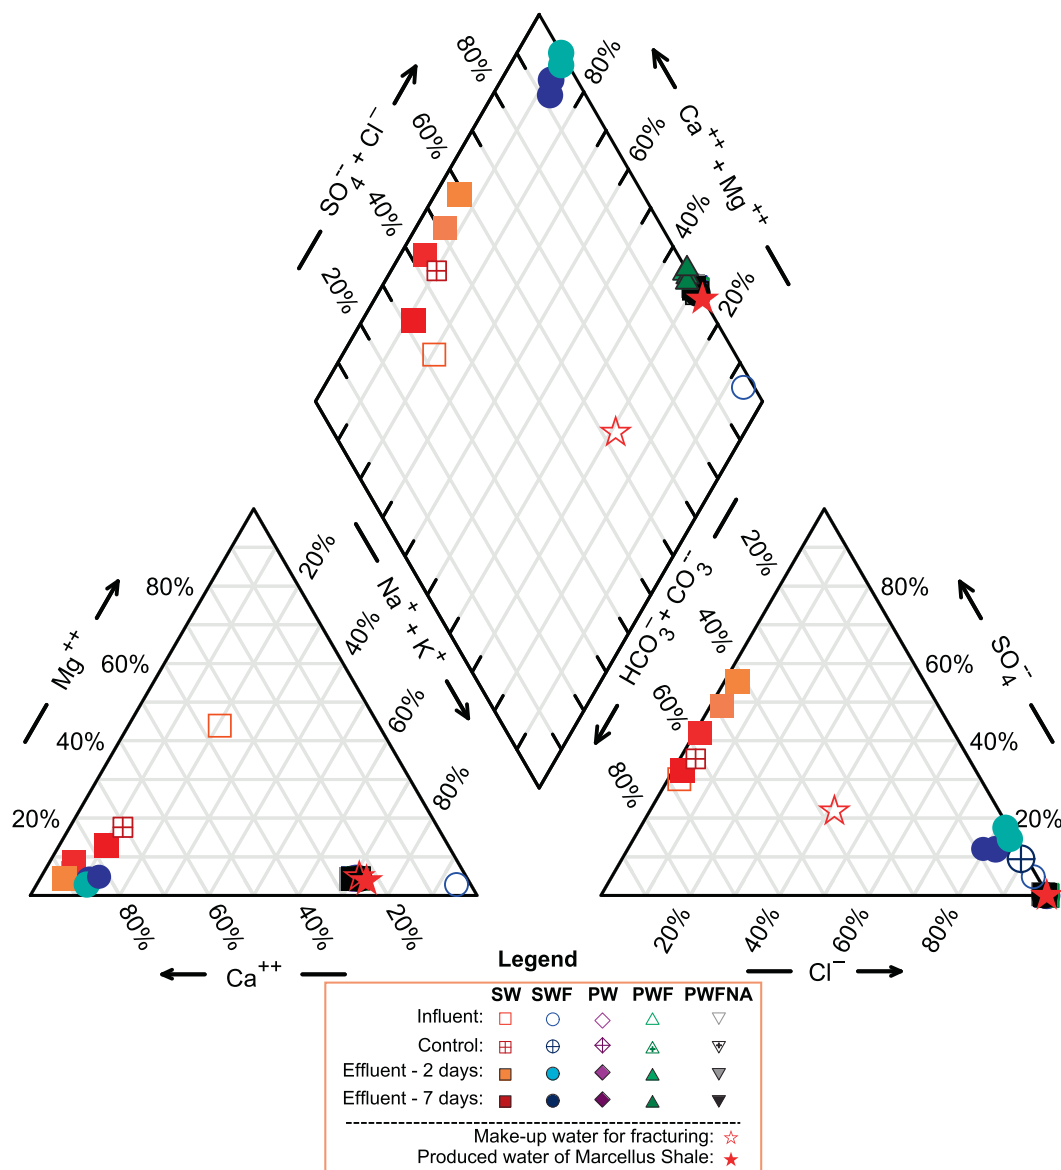 80%
80%
SO4-- + Cl-
Ca++ + Mg++
60%
60%
40%
40%
20%
20%
Mg++
80%
60%
40%
20%
20%
40%
60%
80%
Na+ + K+
HCO3- + CO3--
20%
40%
60%
80%
80%
60%
40%
20%
SO4--
80%
60%
40%
20%
Ca++
20%
40%
60%
80%
Cl-
Legend
SW SWF PW PWF PWFNA
Influent:
Control:
Effluent - 2 days:
Effluent - 7 days:
Make-up water for fracturing:
Produced water of Marcellus Shale: